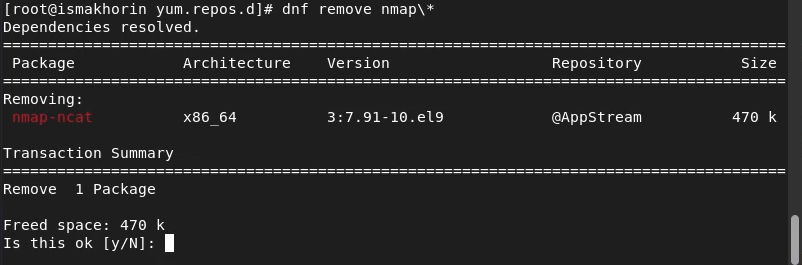 [root@ismakhorin yum.repos.d]# dnf remove nmap\*
Dependencies resolved.
================================================================================
 Package            Architecture    Version                  Repository           Size
================================================================================
Removing:
 nmap-ncat          x86_64          3:7.91-10.el9            @AppStream          470 k

Transaction Summary
================================================================================
Remove  1 Package

Freed space: 470 k
Is this ok [y/N]: